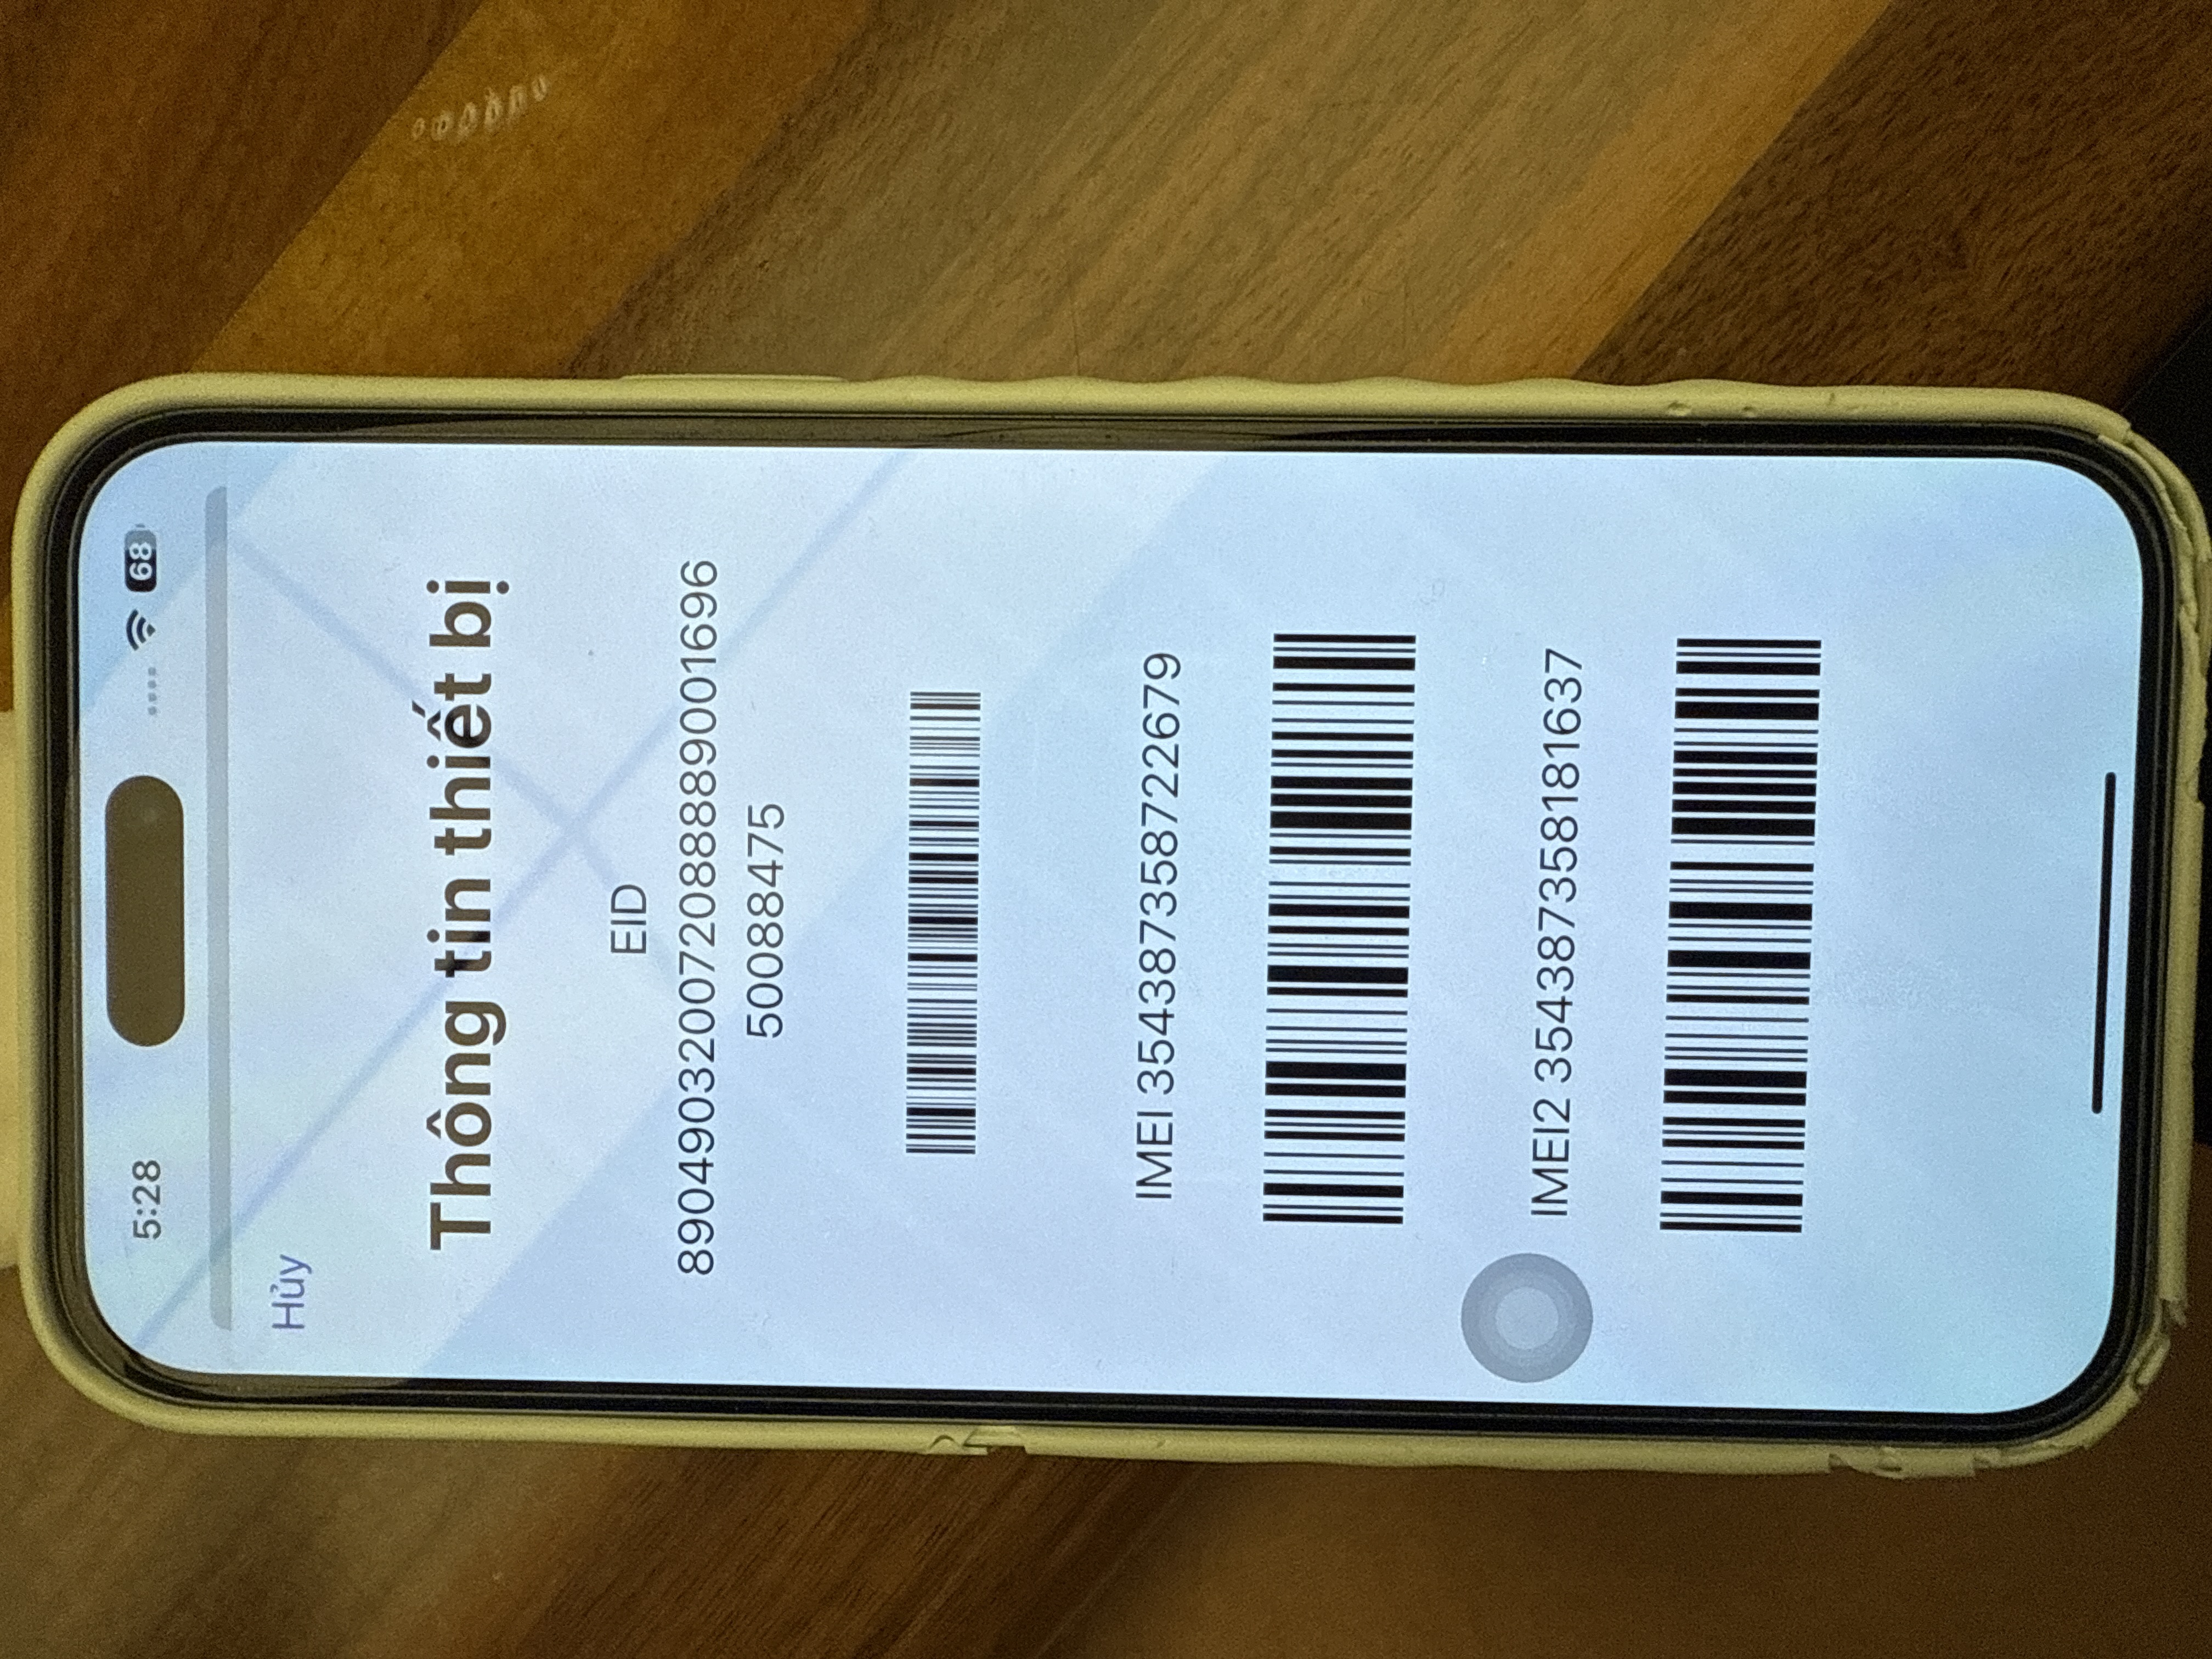 5:28
68
Hủy
Thông tin thiết bị
EID
890490320072088889001696
50088475
IMEI 354387358722679
IMEI2 354387358181637